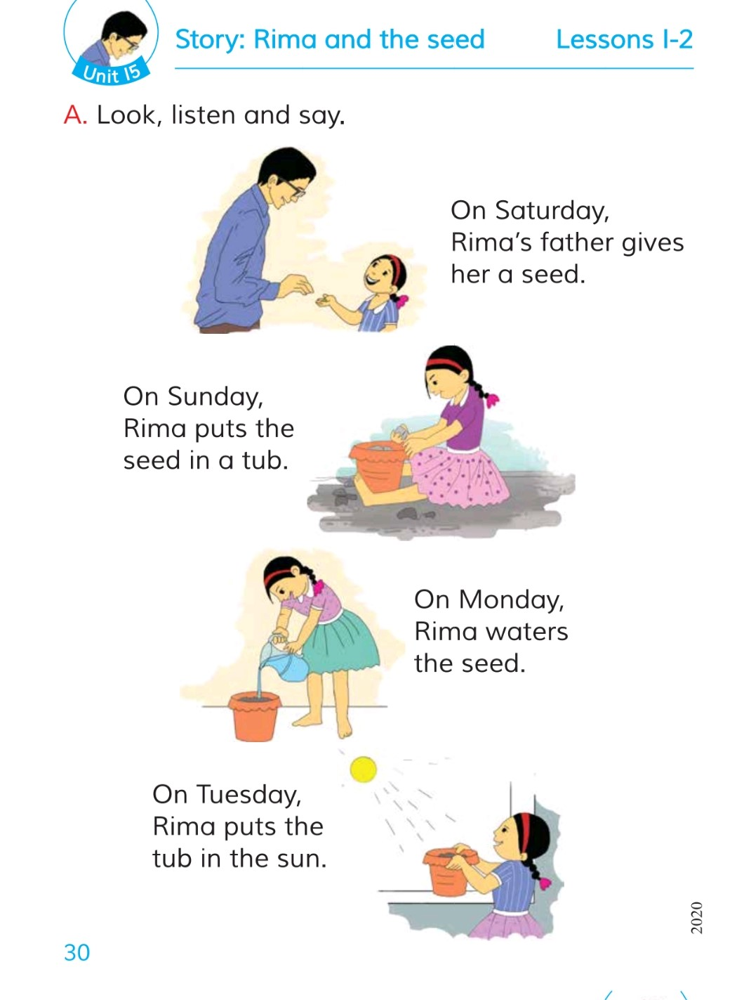 Unit 15
Story: Rima and the seed
Lessons 1-2
A. Look, listen and say.
On Saturday,
Rima's father gives
her a seed.
On Sunday,
Rima puts the
seed in a tub.
On Monday,
Rima waters
the seed.
On Tuesday,
Rima puts the
tub in the sun.
2020
30